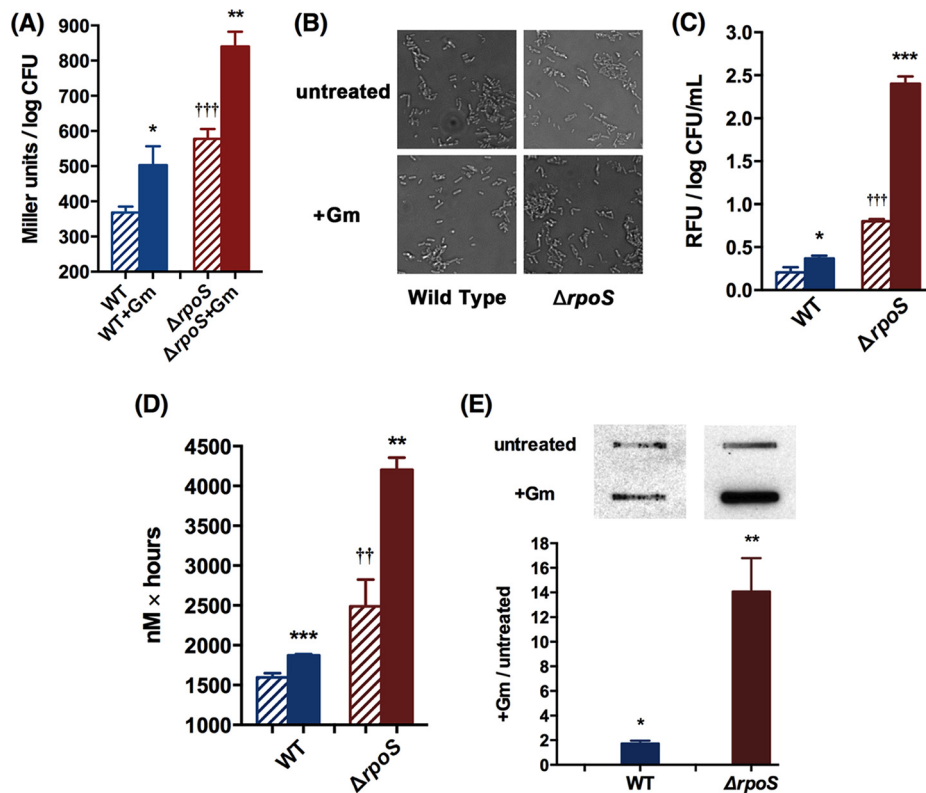 (A)
Miller units / log CFU
900
800
700
600
500
400
300
200
*
†††
**
WT
WT+Gm
ΔrpoS
ΔrpoS+Gm
(B)
untreated
+Gm
Wild Type
ΔrpoS
(C)
RFU / log CFU/mL
3.0
2.5
2.0
1.5
1.0
0.5
0.0
*
†††
***
WT
ΔrpoS
(D)
nM × hours
4500
4000
3500
3000
2500
2000
1500
1000
***
††
**
WT
ΔrpoS
(E)
untreated
+Gm
+Gm / untreated
18
16
14
12
10
8
6
4
2
0
*
**
WT
ΔrpoS